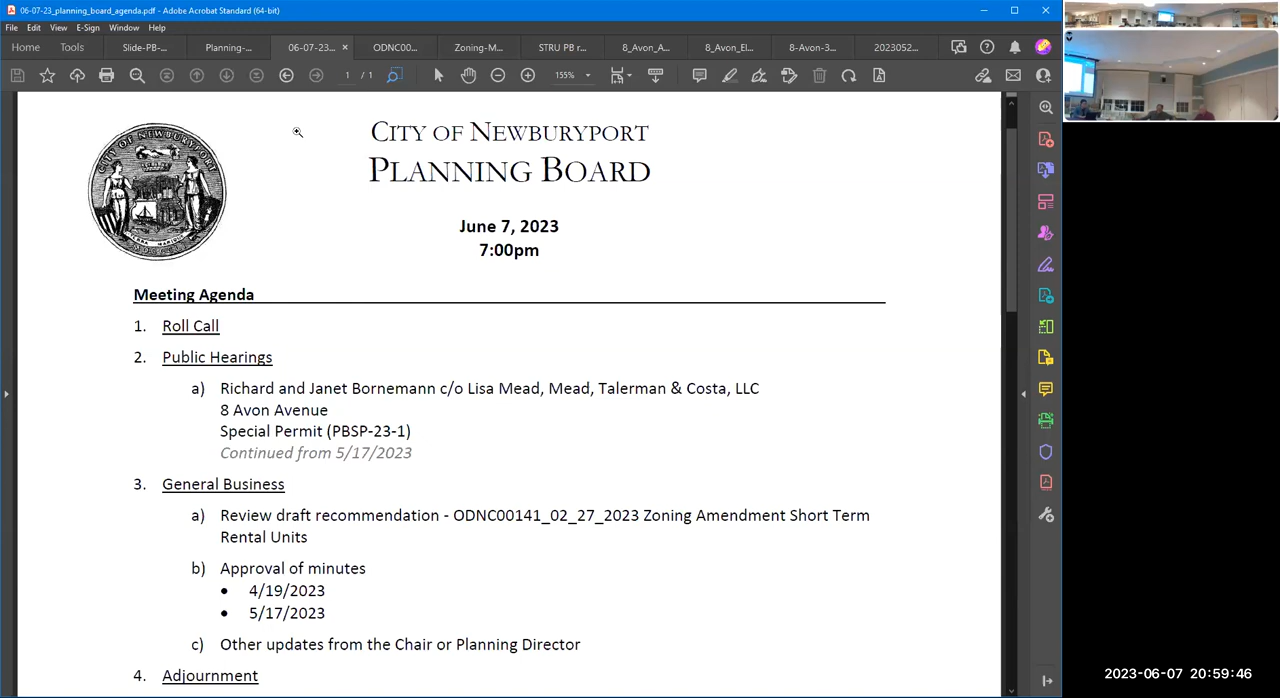 06-07-23_planning_board_agenda.pdf - Adobe Acrobat Standard (64-bit)
File Edit View E-Sign Window Help
Home Tools Slide-PB-... Planning-... 06-07-23... × ODNC00... Zoning-M... STRU PB r... 8_Avon_A... 8_Avon_El... 8-Avon-3... 2023052...
1 / 1 155%
CITY OF NEWBURYPORT
PLANNING BOARD
June 7, 2023
7:00pm
Meeting Agenda
1. Roll Call
2. Public Hearings
a) Richard and Janet Bornemann c/o Lisa Mead, Mead, Talerman & Costa, LLC
8 Avon Avenue
Special Permit (PBSP-23-1)
Continued from 5/17/2023
3. General Business
a) Review draft recommendation - ODNC00141_02_27_2023 Zoning Amendment Short Term
Rental Units
b) Approval of minutes
• 4/19/2023
• 5/17/2023
c) Other updates from the Chair or Planning Director
4. Adjournment
2023-06-07 20:59:46